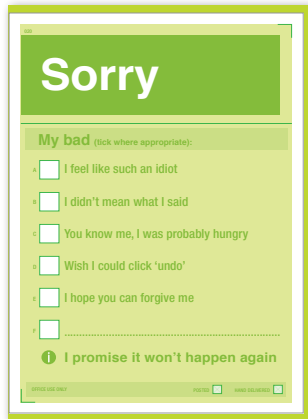 Sorry
My bad (tick where appropriate):
A I feel like such an idiot
B I didn't mean what I said
C You know me, I was probably hungry
D Wish I could click ‘undo’
E I hope you can forgive me
F ................................................................
i I promise it won't happen again
OFFICE USE ONLY: POSTED HAND DELIVERED